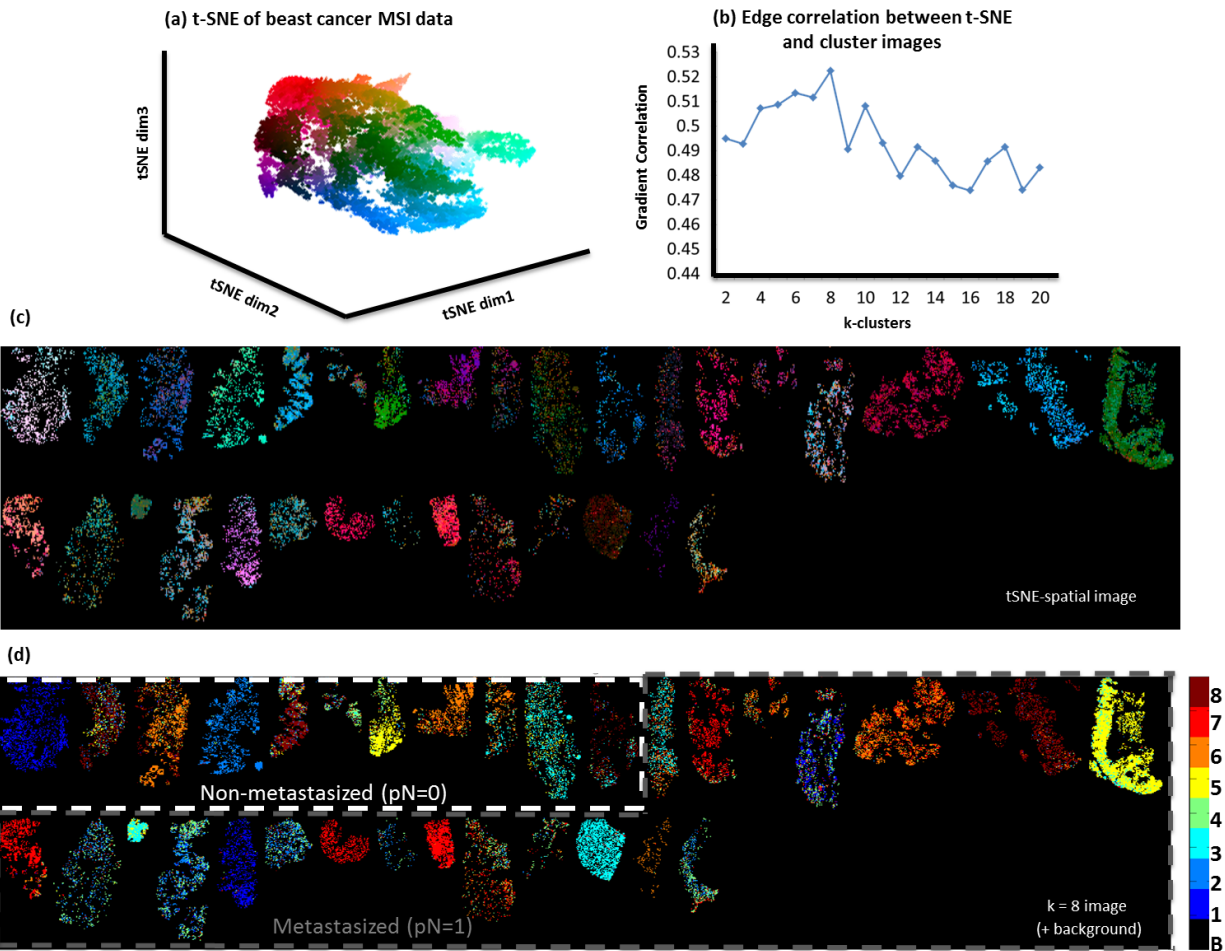 (a) t-SNE of beast cancer MSI data
tSNE dim3
tSNE dim2
tSNE dim1
(b) Edge correlation between t-SNE
and cluster images
Gradient Correlation
0.53
0.52
0.51
0.5
0.49
0.48
0.47
0.46
0.45
0.44
2 4 6 8 10 12 14 16 18 20
k-clusters
(c)
tSNE-spatial image
(d)
Non-metastasized (pN=0)
Metastasized (pN=1)
k = 8 image
(+ background)
8
7
6
5
4
3
2
1
B